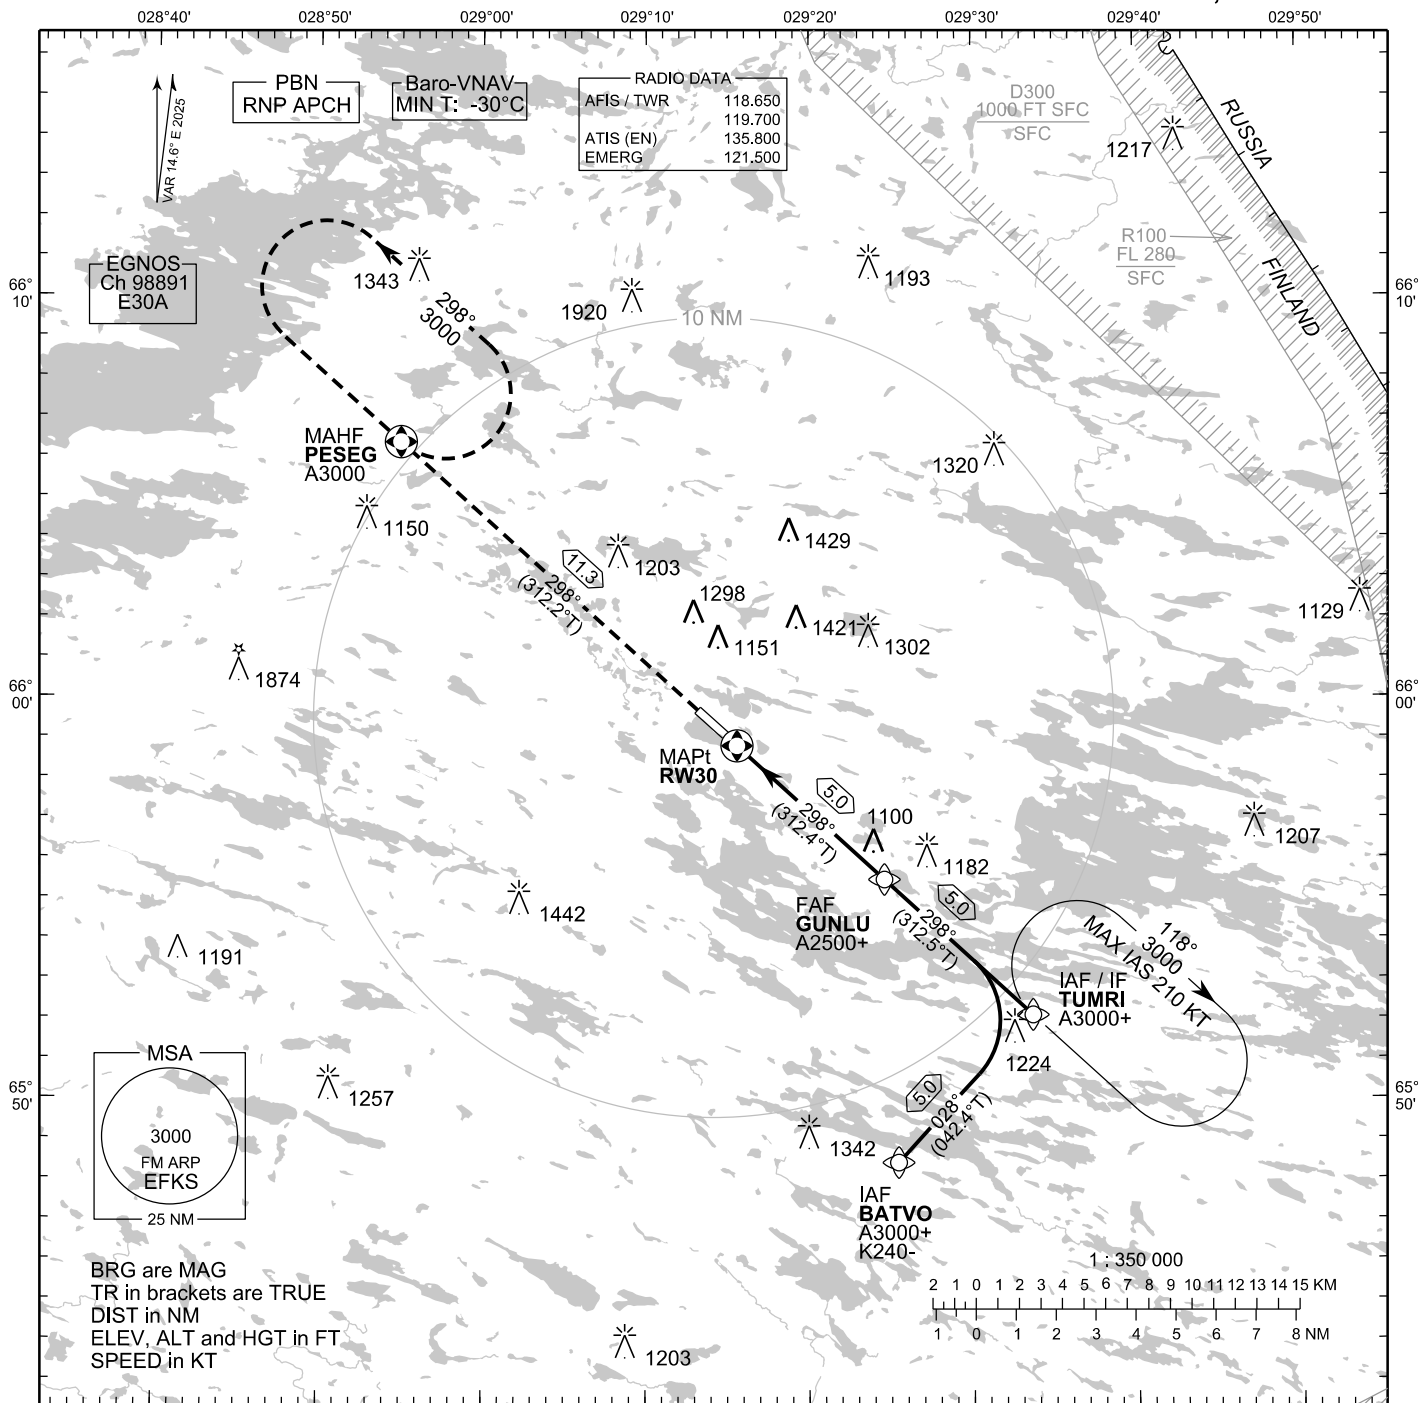 028°40'
028°50'
029°00'
029°10'
029°20'
029°30'
029°40'
029°50'
PBN
RNP APCH
Baro-VNAV
MIN T: -30°C
RADIO DATA
AFIS / TWR 118.650
119.700
ATIS (EN) 135.800
EMERG 121.500
D300
1000 FT SFC
SFC
RUSSIA
1217
VAR 14.6° E 2025
R100
FL 280
SFC
FINLAND
EGNOS
Ch 98891
E30A
1343
1193
66°
10'
66°
10'
1920
10 NM
298°
3000
MAHF
PESEG
A3000
1320
1150
1429
1203
11.3
298°
(312.2°T)
1298
1151
1421
1302
1129
1874
66°
00'
66°
00'
MAPt
RW30
5.0
298°
(312.4°T)
1100
1182
1207
FAF
GUNLU
A2500+
5.0
298°
(312.5°T)
1442
1191
118°
3000
MAX IAS 210 KT
IAF / IF
TUMRI
A3000+
1224
MSA
3000
FM ARP
EFKS
25 NM
1257
65°
50'
65°
50'
5.0
028°
(042.4°T)
1342
IAF
BATVO
A3000+
K240-
BRG are MAG
TR in brackets are TRUE
DIST in NM
ELEV, ALT and HGT in FT
SPEED in KT
1203
1 : 350 000
2 1 0 1 2 3 4 5 6 7 8 9 10 11 12 13 14 15 KM
1 0 1 2 3 4 5 6 7 8 NM